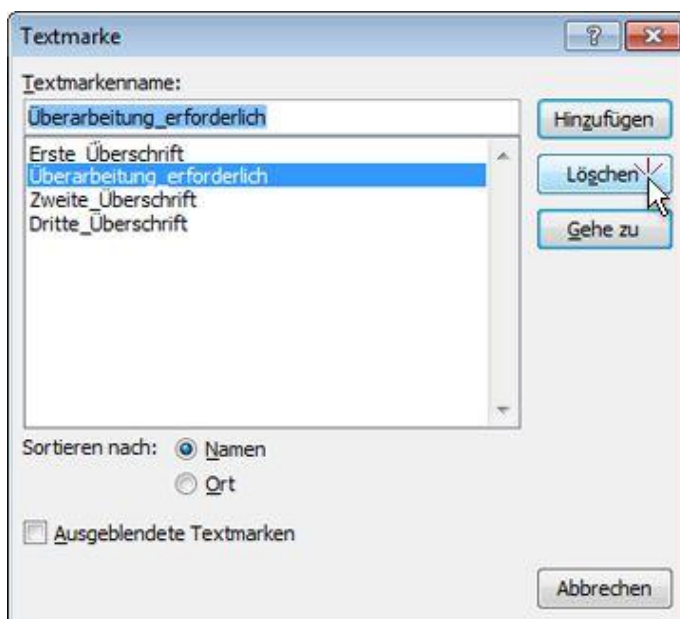 Textmarke
Textmarkenname:
Überarbeitung_erforderlich
Hinzufügen
Erste_Überschrift
Überarbeitung_erforderlich
Zweite_Überschrift
Dritte_Überschrift
Löschen
Gehe zu
Sortieren nach:
Namen
Ort
Ausgeblendete Textmarken
Abbrechen